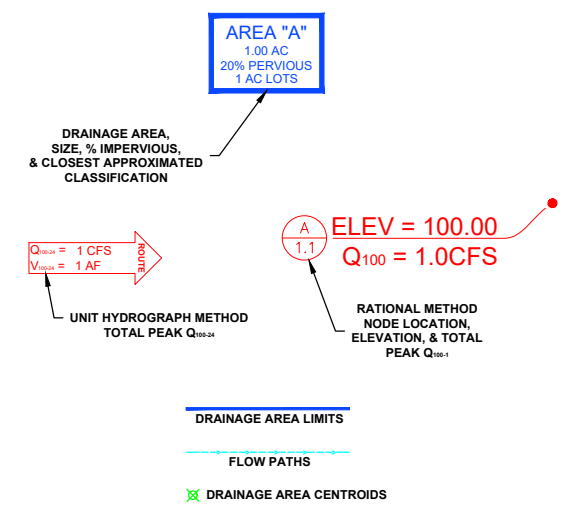 AREA "A"
1.00 AC
20% PERVIOUS
1 AC LOTS
DRAINAGE AREA,
SIZE, % IMPERVIOUS,
& CLOSEST APPROXIMATED
CLASSIFICATION
Q100-24 = 1 CFS
V100-24 = 1 AF
ROUTE
UNIT HYDROGRAPH METHOD
TOTAL PEAK Q100-24
A
1.1
ELEV = 100.00
Q100 = 1.0CFS
RATIONAL METHOD
NODE LOCATION,
ELEVATION, & TOTAL
PEAK Q100-1
DRAINAGE AREA LIMITS
FLOW PATHS
DRAINAGE AREA CENTROIDS